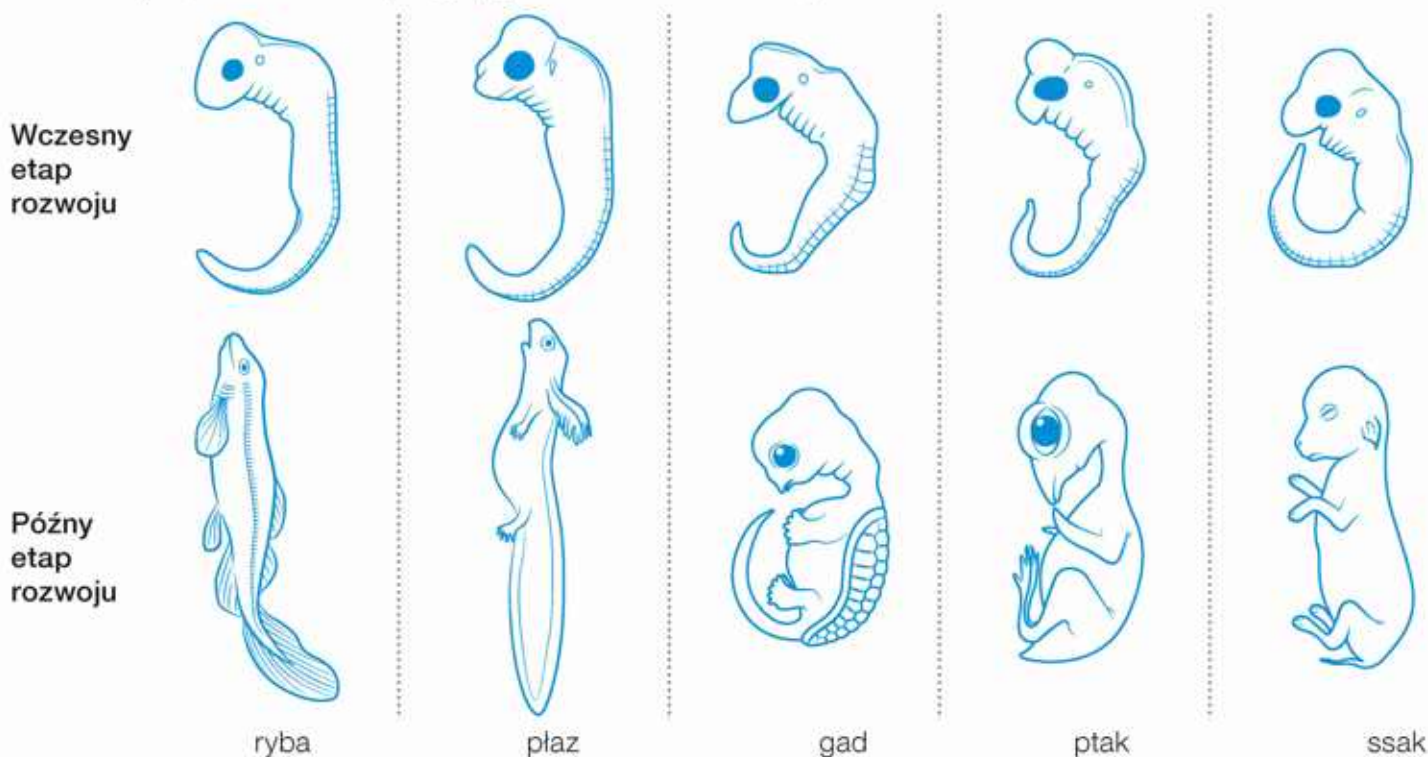 Wczesny
etap
rozwoju
Późny
etap
rozwoju
ryba
płaz
gad
ptak
ssak